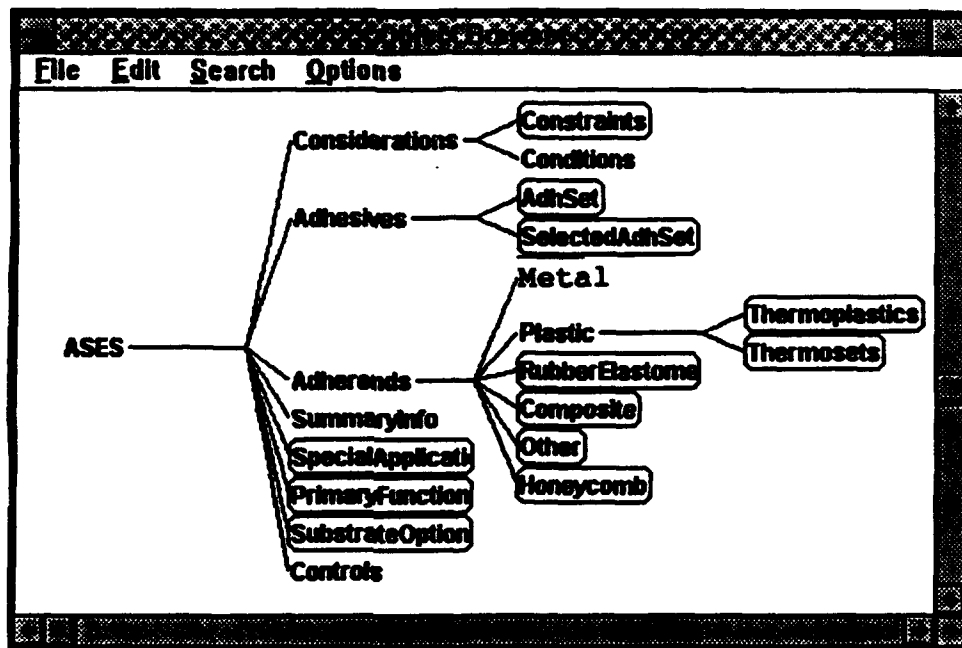 File Edit Search Options
Constraints
Considerations
Conditions
AdhSet
Adhesives
SelectedAdhSet
Metal
Thermoplastics
Plastic
ASES
Thermosets
RubberElastome
Adherends
Composite
SummaryInfo
Other
SpecialApplicati
Honeycomb
PrimaryFunction
SubstrateOption
Controls